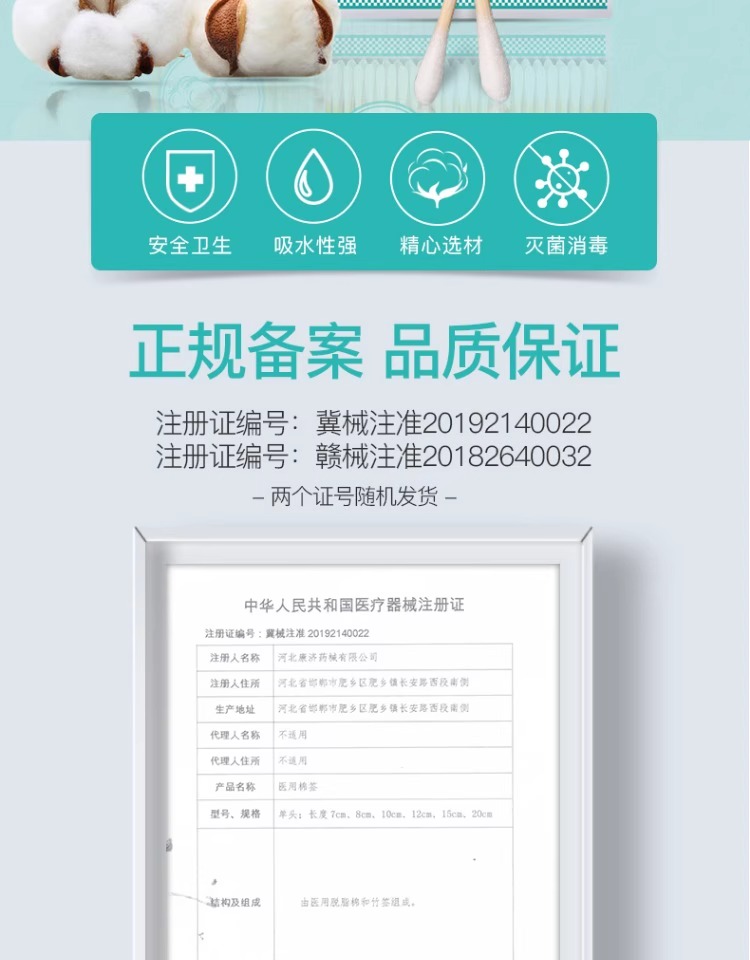 安全卫生 吸水性强 精心选材 灭菌消毒
正规备案 品质保证
注册证编号：冀械注准20192140022
注册证编号：赣械注准20182640032
– 两个证号随机发货 –
中华人民共和国医疗器械注册证
注册证编号：冀械注准 20192140022
注册人名称 河北康济药械有限公司
注册人住所 河北省邯郸市肥乡区肥乡镇长安路西段南侧
生产地址 河北省邯郸市肥乡区肥乡镇长安路西段南侧
代理人名称 不适用
代理人住所 不适用
产品名称 医用棉签
型号、规格 单头：长度7cm、8cm、10cm、12cm、15cm、20cm
结构及组成 由医用脱脂棉和竹签组成。